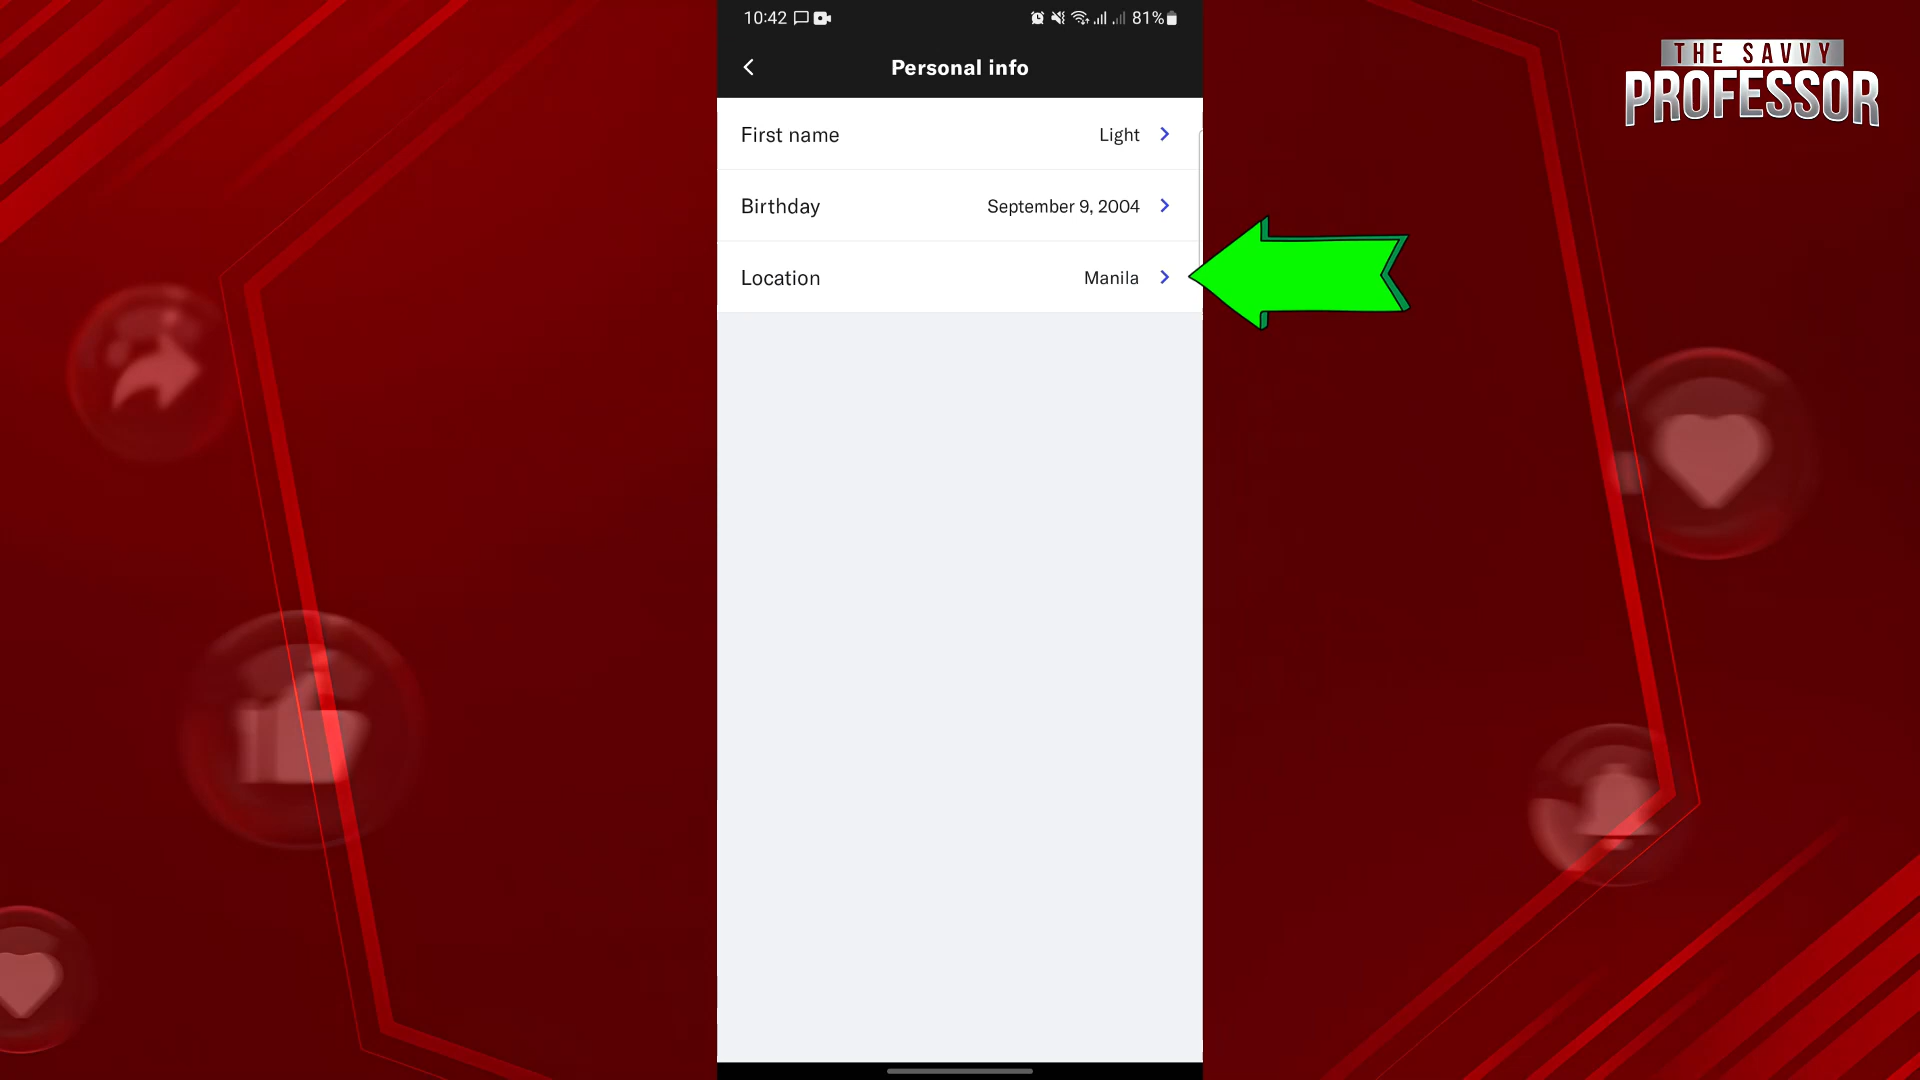 10:42
81%
Personal info
First name
Light
Birthday
September 9, 2004
Location
Manila
THE SAVVY
PROFESSOR